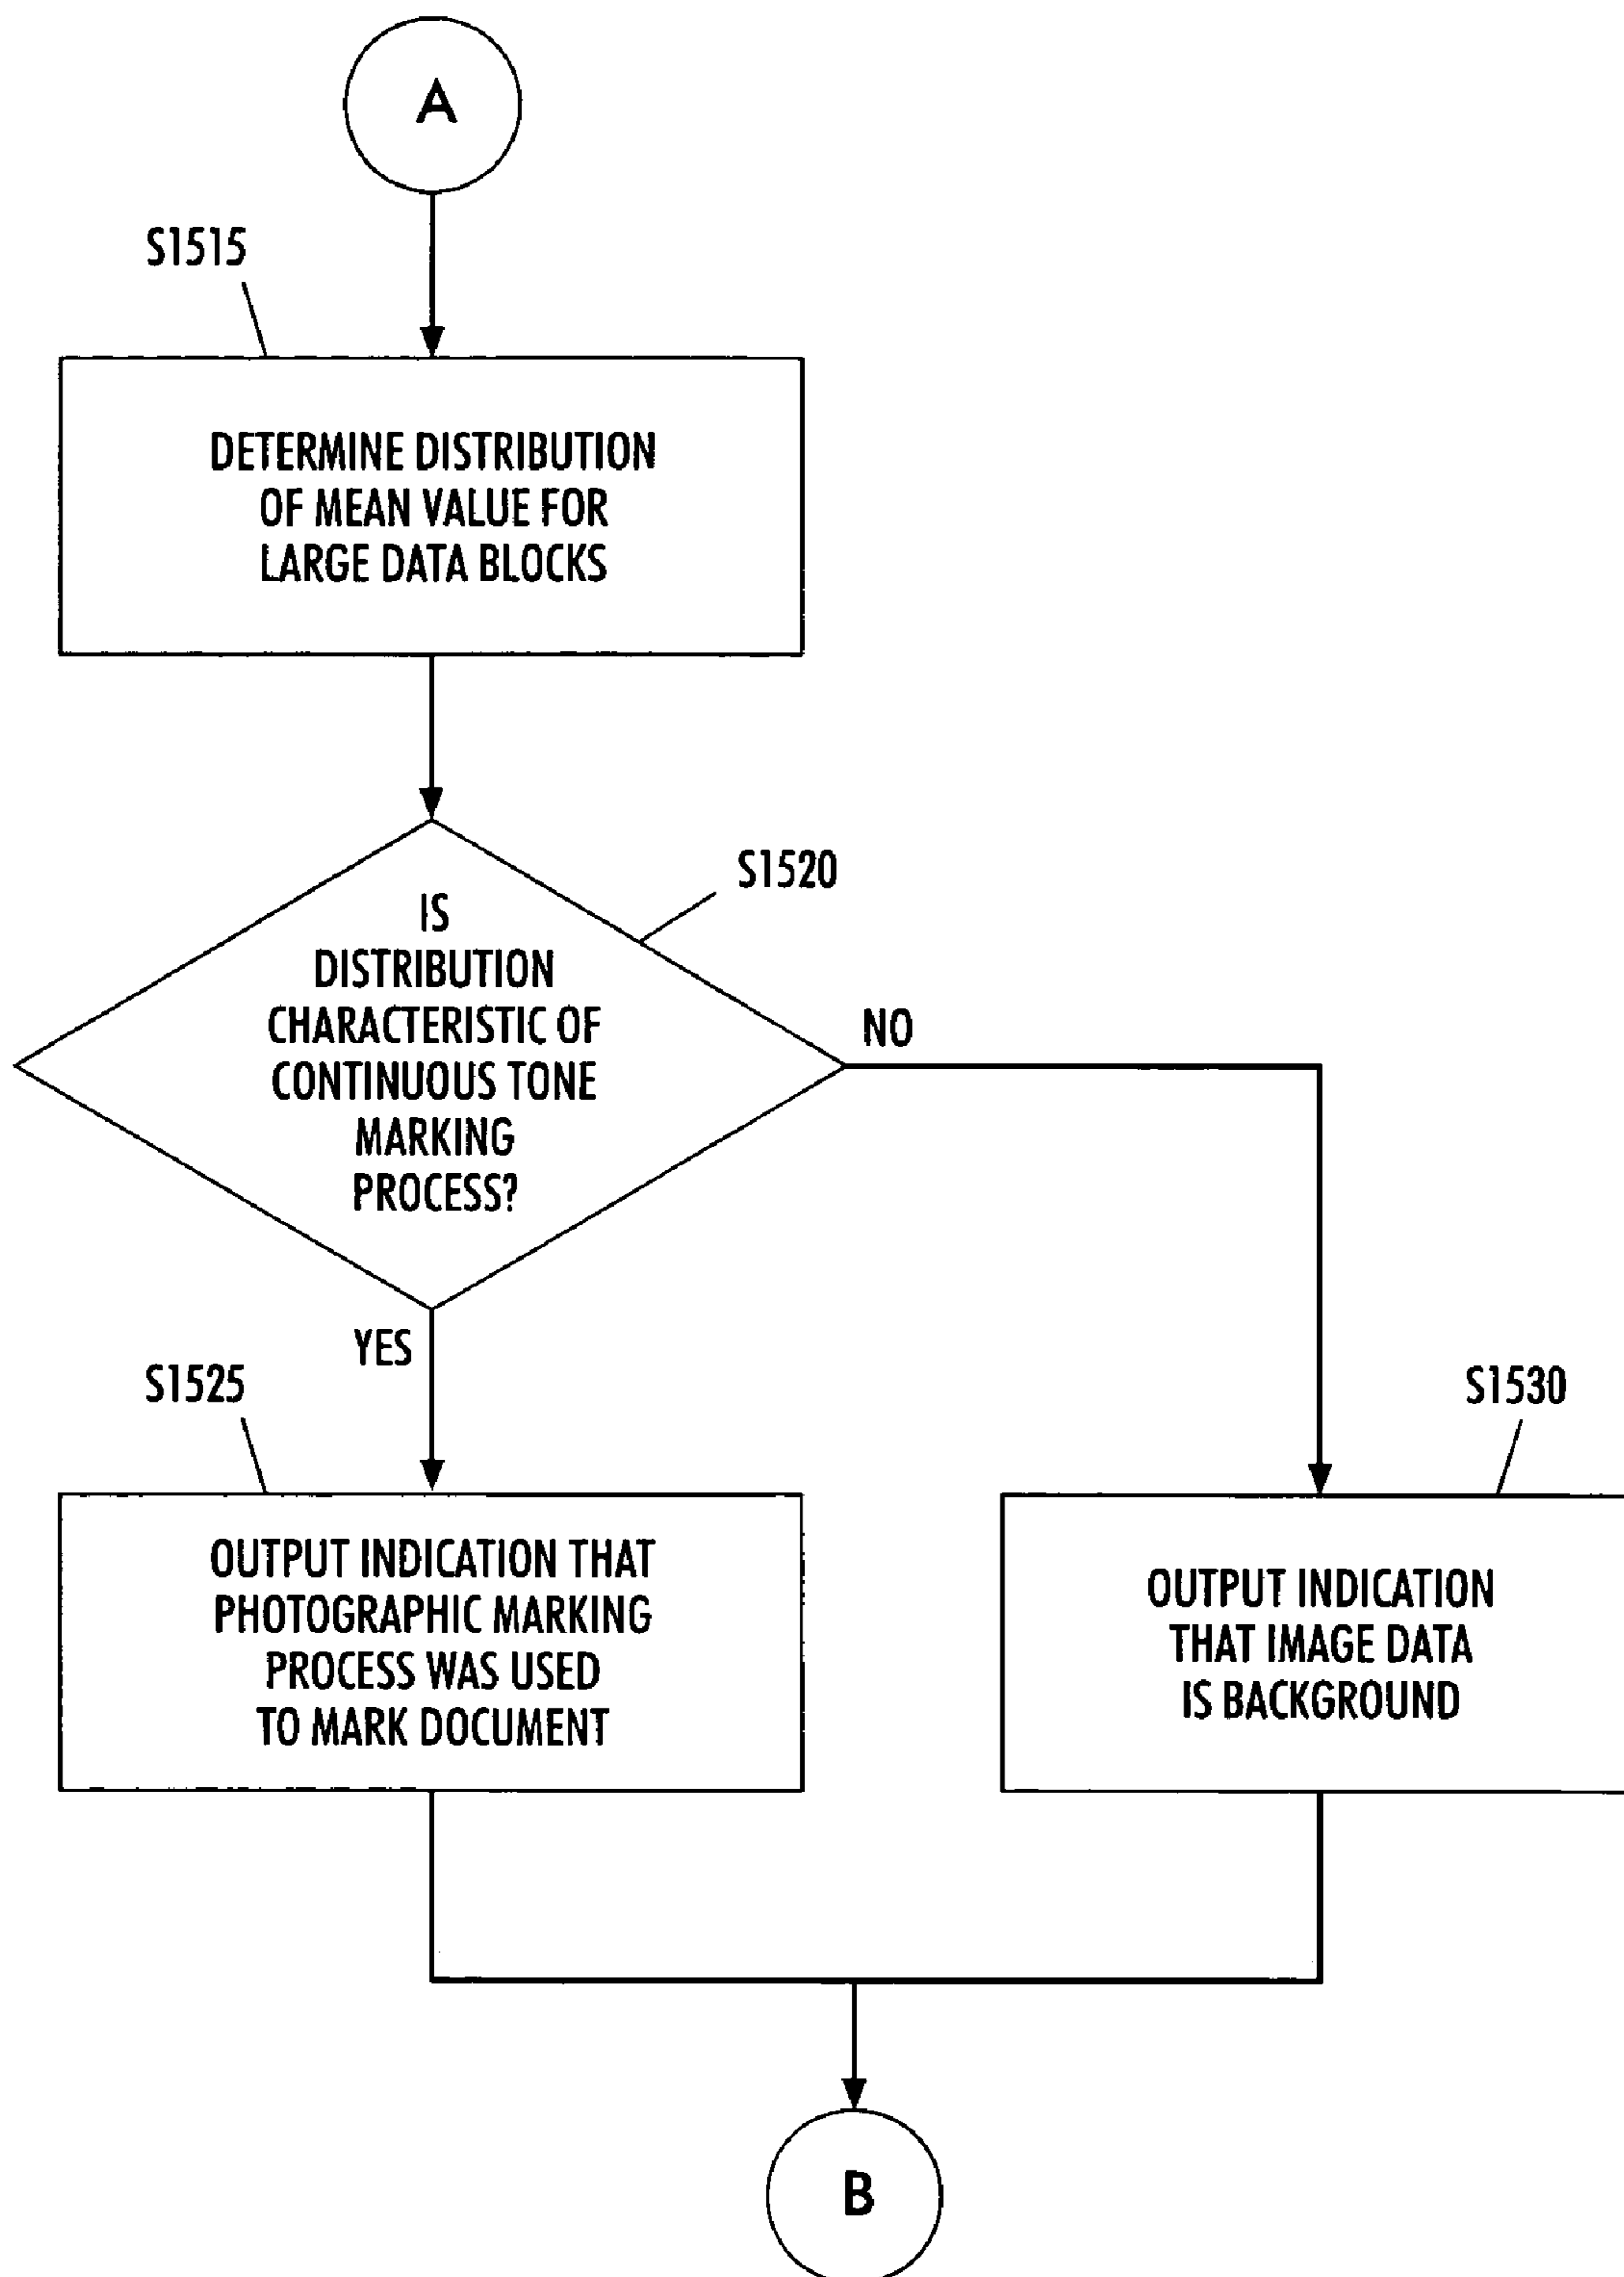 A
S1515
DETERMINE DISTRIBUTION
OF MEAN VALUE FOR
LARGE DATA BLOCKS
S1520
IS
DISTRIBUTION
CHARACTERISTIC OF
CONTINUOUS TONE
MARKING
PROCESS?
NO
YES
S1525
OUTPUT INDICATION THAT
PHOTOGRAPHIC MARKING
PROCESS WAS USED
TO MARK DOCUMENT
S1530
OUTPUT INDICATION
THAT IMAGE DATA
IS BACKGROUND
B